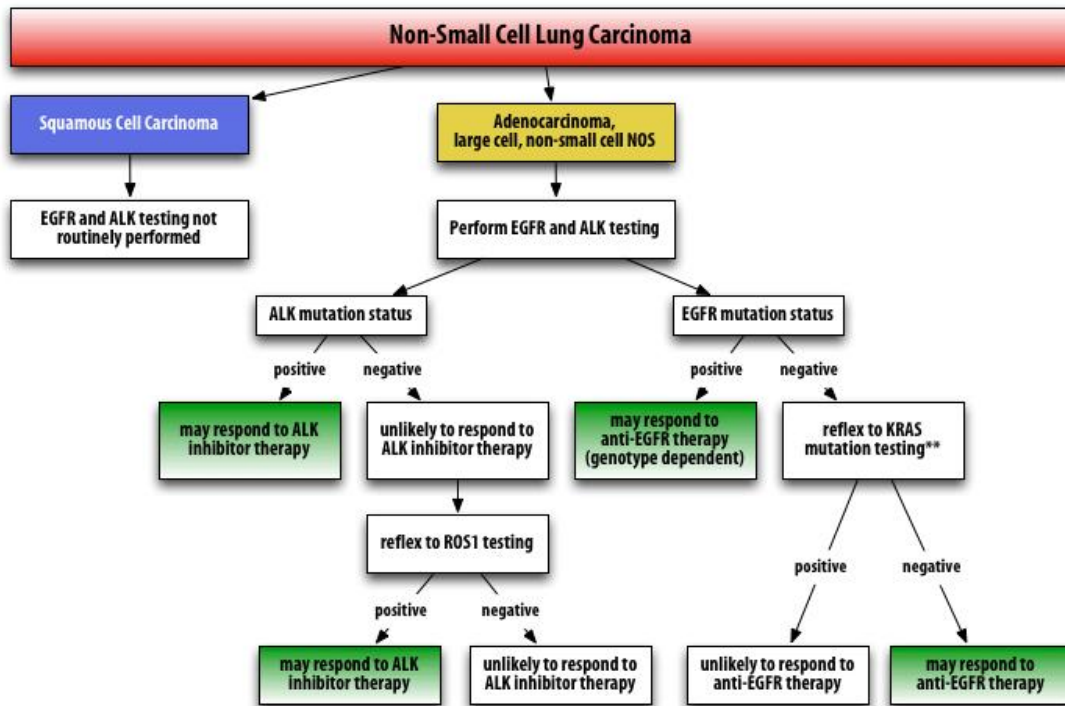 Non-Small Cell Lung Carcinoma
Squamous Cell Carcinoma
Adenocarcinoma,
large cell, non-small cell NOS
EGFR and ALK testing not
routinely performed
Perform EGFR and ALK testing
ALK mutation status
EGFR mutation status
positive
negative
positive
negative
may respond to ALK
inhibitor therapy
unlikely to respond to
ALK inhibitor therapy
may respond to
anti-EGFR therapy
(genotype dependent)
reflex to KRAS
mutation testing**
reflex to ROS1 testing
positive
negative
positive
negative
may respond to ALK
inhibitor therapy
unlikely to respond to
ALK inhibitor therapy
unlikely to respond to
anti-EGFR therapy
may respond to
anti-EGFR therapy